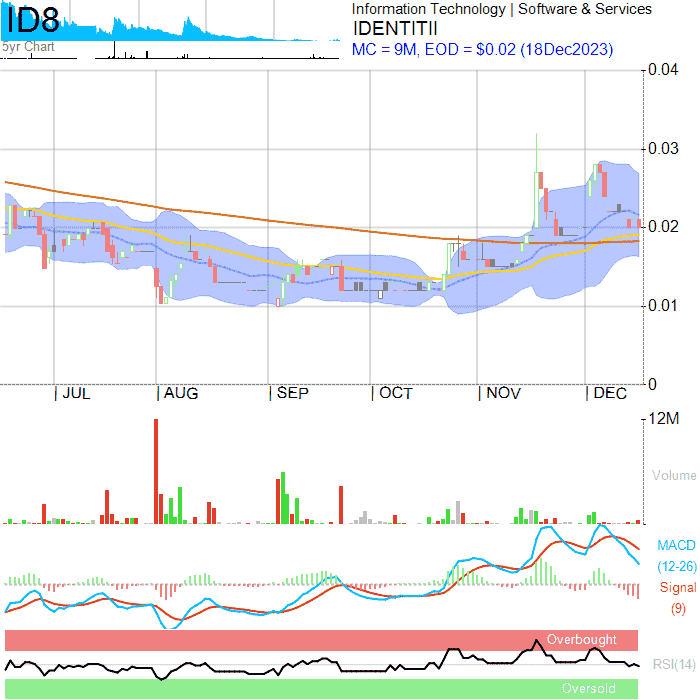 ID8
5yr Chart
Information Technology | Software & Services
IDENTITII
MC = 9M, EOD = $0.02 (18Dec2023)
0.04
0.03
0.02
0.01
0
JUL AUG SEP OCT NOV DEC
12M
Volume
MACD
(12-26)
Signal
(9)
Overbought
RSI(14)
Oversold